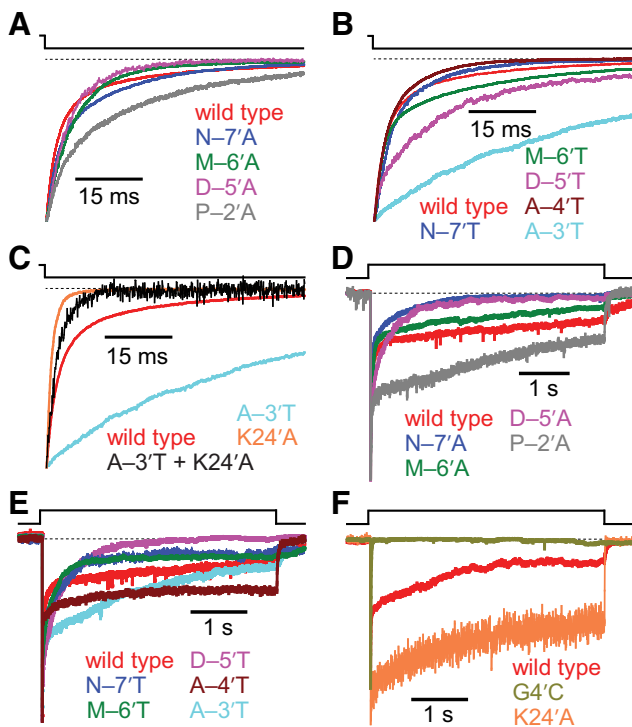 A
wild type
N–7′A
M–6′A
D–5′A
P–2′A
15 ms
B
15 ms
M–6′T
D–5′T
wild type A–4′T
N–7′T A–3′T
C
15 ms
A–3′T
wild type K24′A
A–3′T + K24′A
D
1 s
wild type D–5′A
N–7′A P–2′A
M–6′A
E
1 s
wild type D–5′T
N–7′T A–4′T
M–6′T A–3′T
F
wild type
G4′C
1 s K24′A